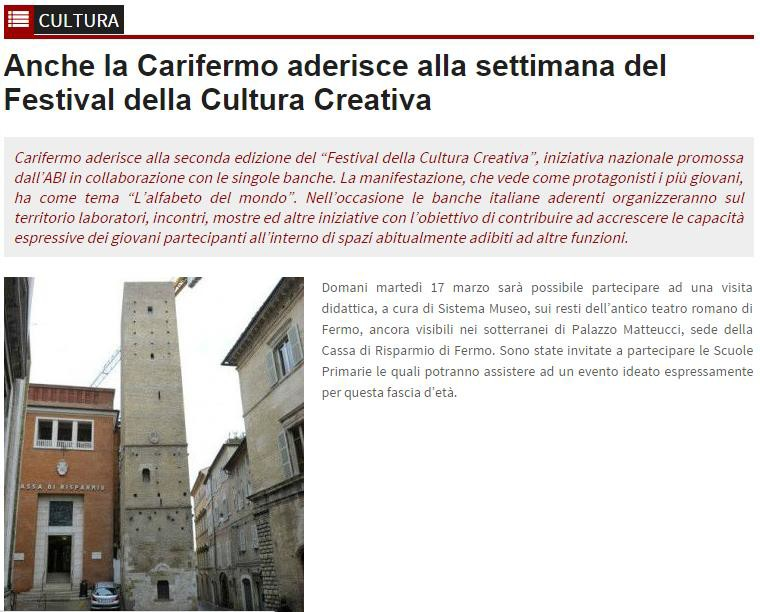 CULTURA
Anche la Carifermo aderisce alla settimana del
Festival della Cultura Creativa
Carifermo aderisce alla seconda edizione del “Festival della Cultura Creativa”, iniziativa nazionale promossa
dall’ABI in collaborazione con le singole banche. La manifestazione, che vede come protagonisti i più giovani,
ha come tema “L’alfabeto del mondo”. Nell’occasione le banche italiane aderenti organizzeranno sul
territorio laboratori, incontri, mostre ed altre iniziative con l’obiettivo di contribuire ad accrescere le capacità
espressive dei giovani partecipanti all’interno di spazi abitualmente adibiti ad altre funzioni.
Domani martedì 17 marzo sarà possibile partecipare ad una visita
didattica, a cura di Sistema Museo, sui resti dell’antico teatro romano di
Fermo, ancora visibili nei sotterranei di Palazzo Matteucci, sede della
Cassa di Risparmio di Fermo. Sono state invitate a partecipare le Scuole
Primarie le quali potranno assistere ad un evento ideato espressamente
per questa fascia d’età.
ASSA DI RISPARMIO